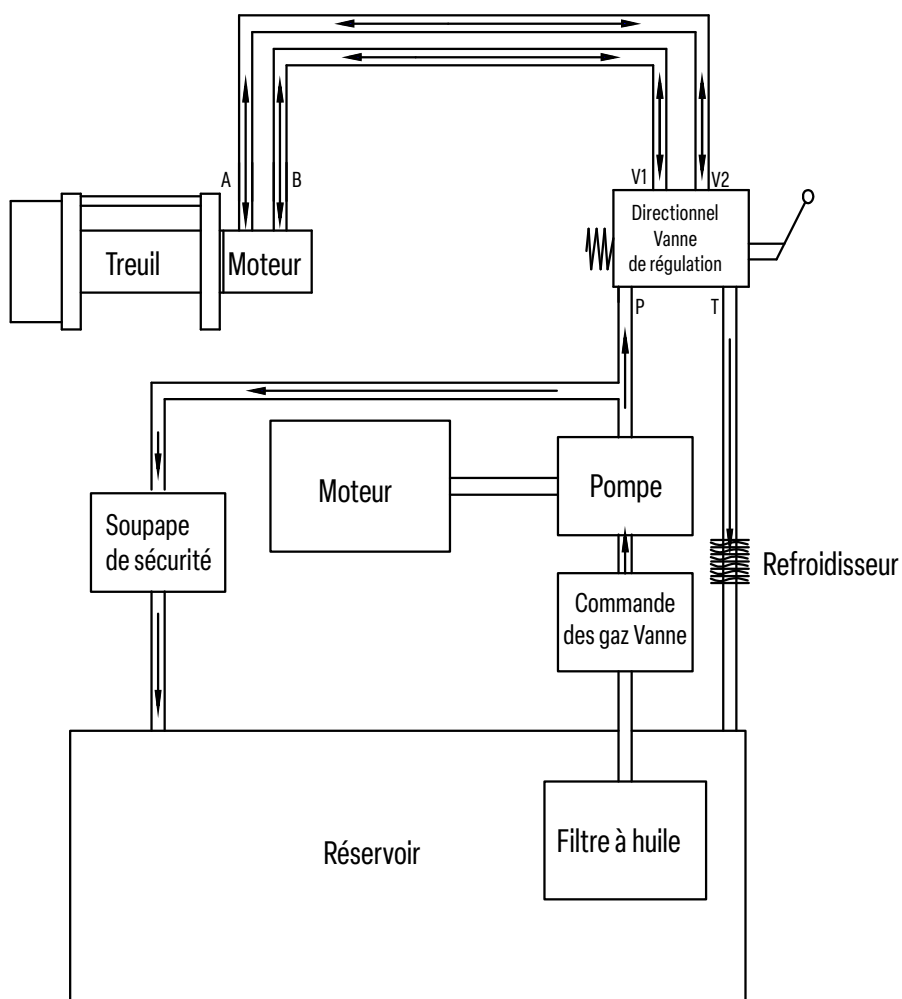 A
B
V1
V2
Directionnel
Vanne
de régulation
Treuil
Moteur
P
T
Moteur
Pompe
Soupape
de sécurité
Refroidisseur
Commande
des gaz Vanne
Filtre à huile
Réservoir